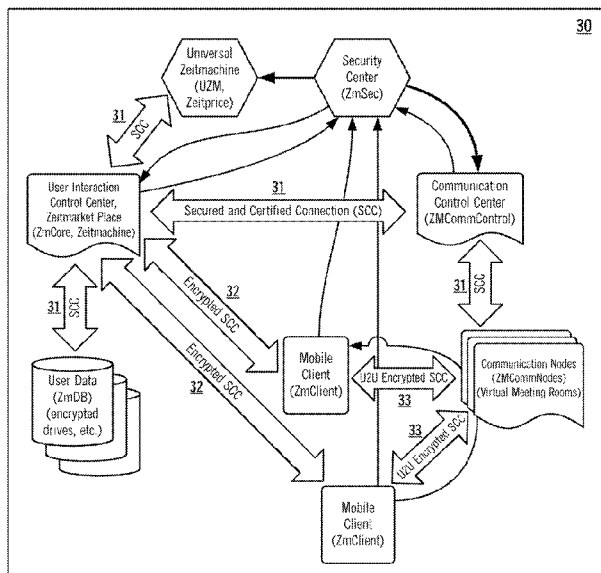 30
Universal
Zeitmachine
(UZM,
Zeitprice)
Security
Center
(ZmSec)
31
SCC
User Interaction
Control Center,
Zeitmarket Place
(ZmCore, Zeitmachine)
31
Secured and Certified Connection (SCC)
Communication
Control Center
(ZMCommControl)
31
SCC
31
SCC
32
Encrypted SCC
Encrypted SCC
32
User Data
(ZmDB)
(encrypted
drives, etc.)
Mobile
Client
(ZmClient)
U2U Encrypted SCC
33
Communication Nodes
(ZMCommNodes)
(Virtual Meeting Rooms)
33
U2U Encrypted SCC
Mobile
Client
(ZmClient)